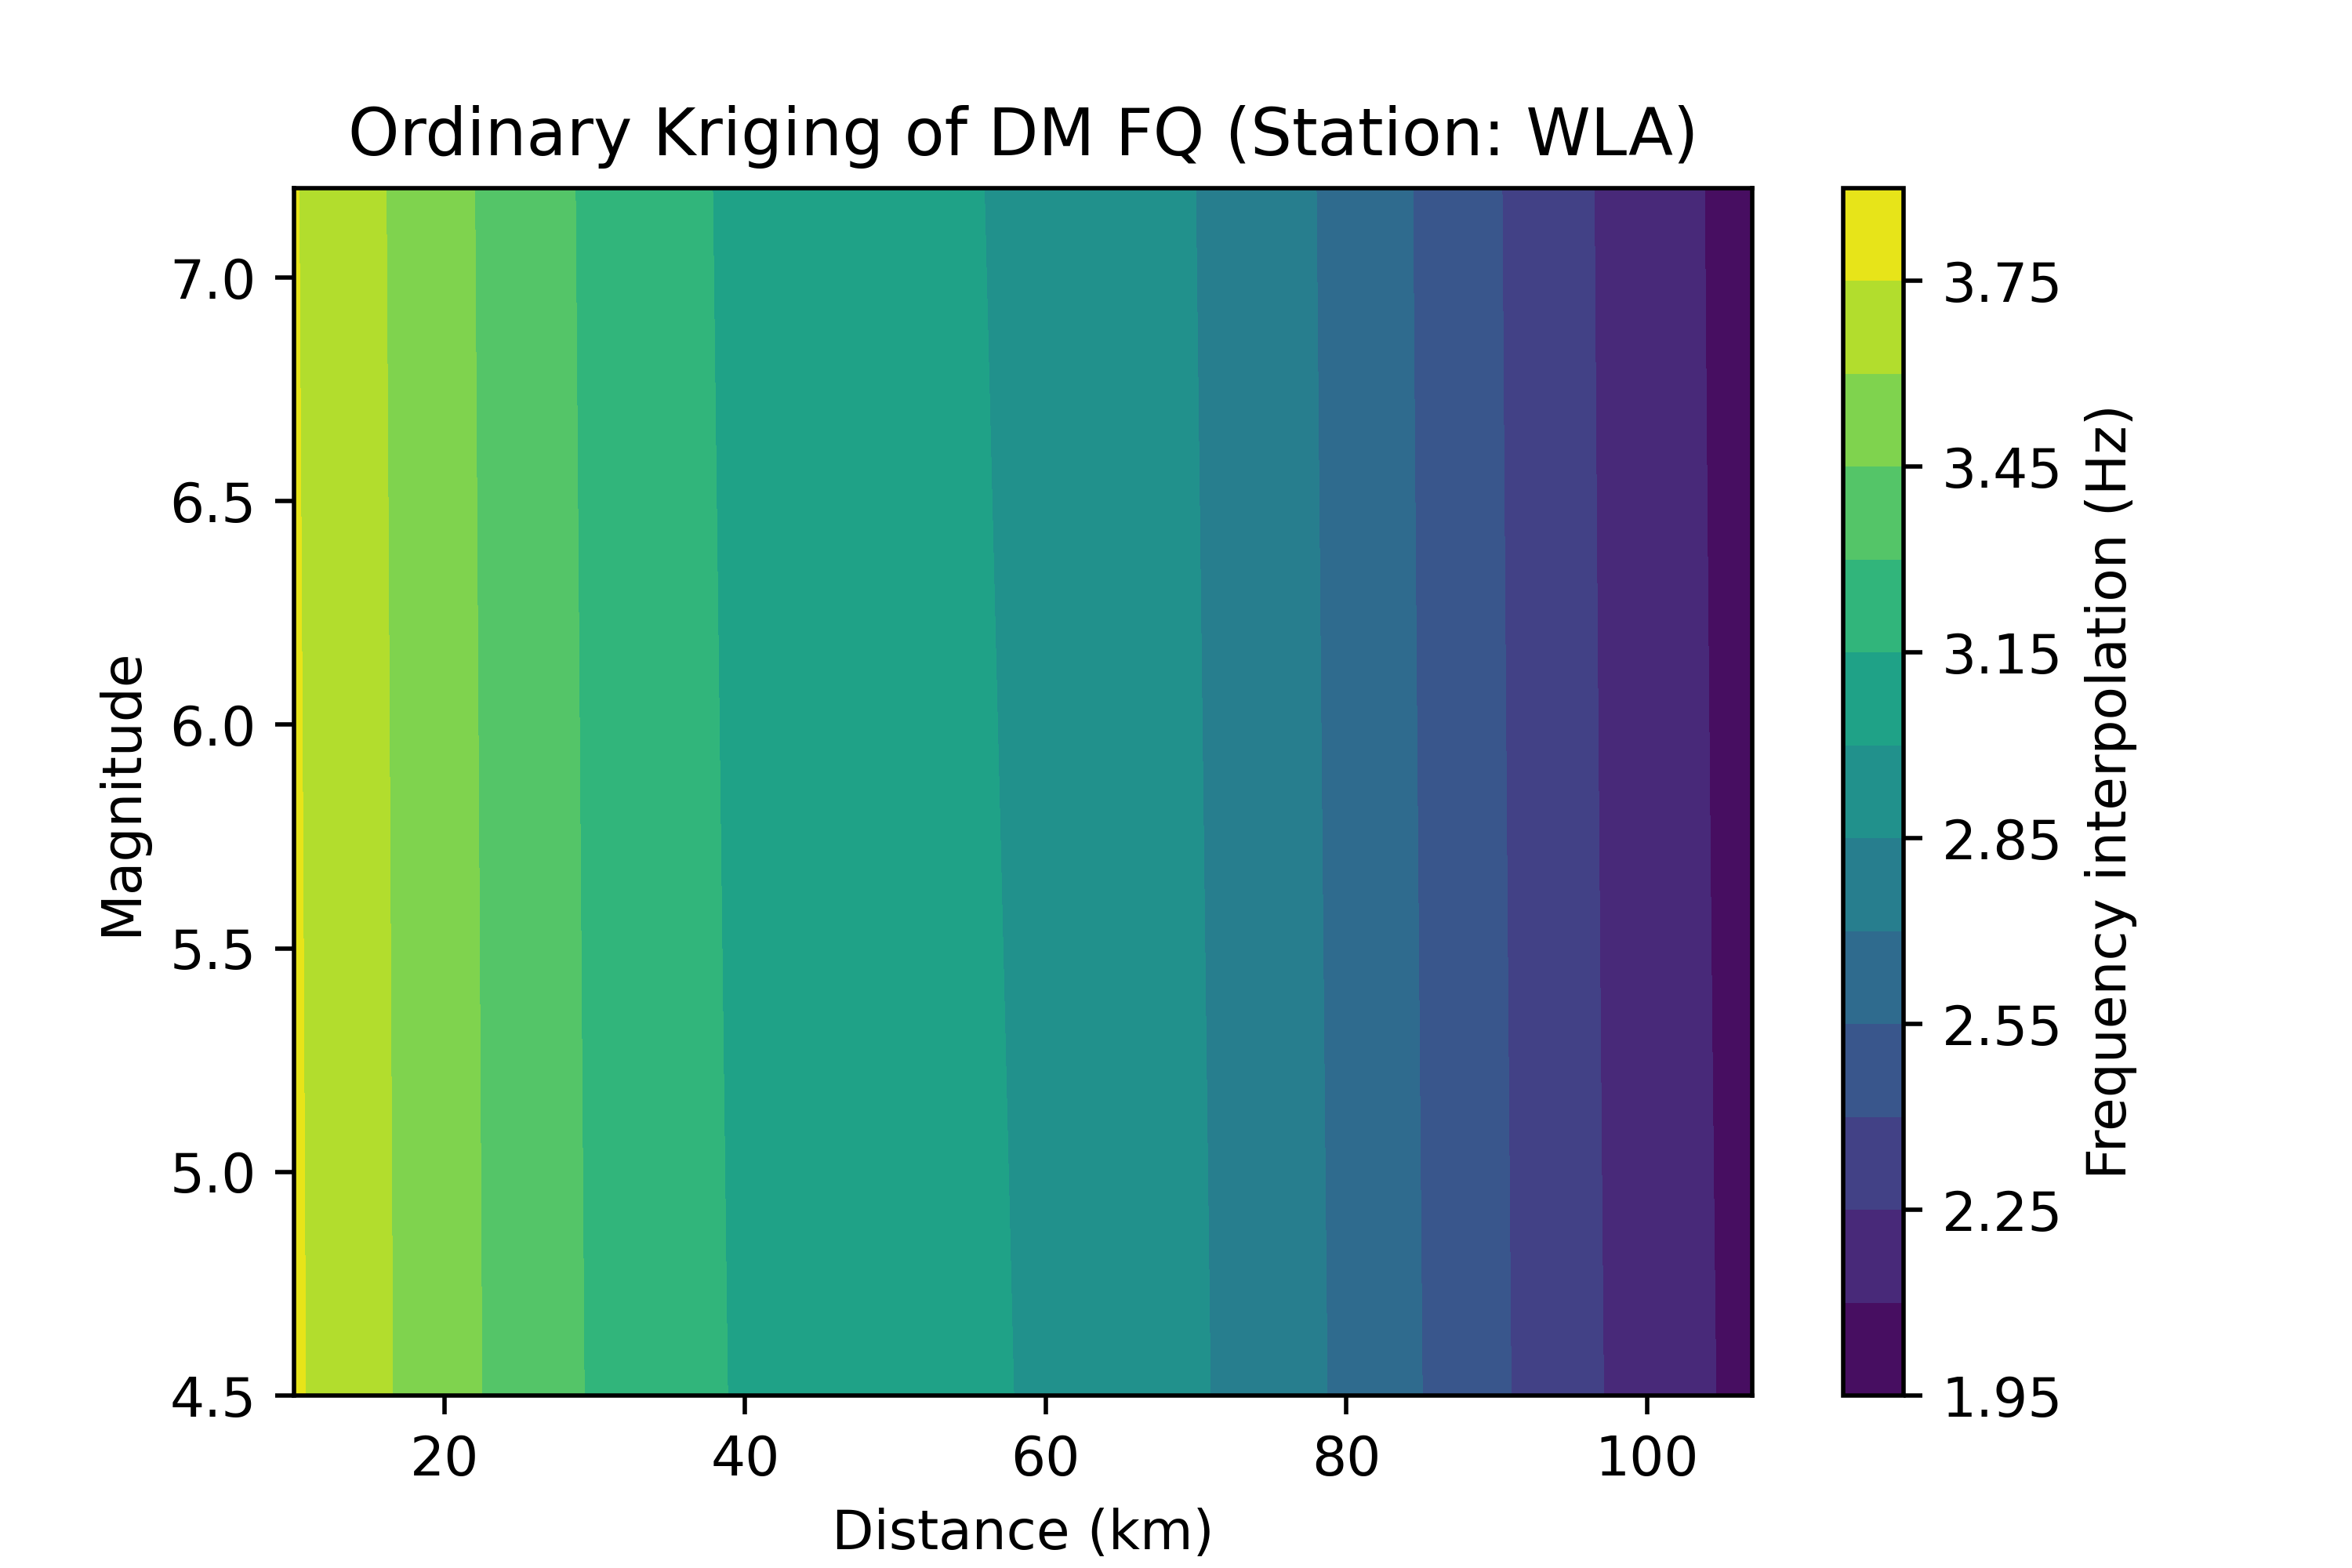 Ordinary Kriging of DM FQ (Station: WLA)
Magnitude
7.0
6.5
6.0
5.5
5.0
4.5
20 40 60 80 100
Distance (km)
3.75
3.45
3.15
2.85
2.55
2.25
1.95
Frequency interpolation (Hz)